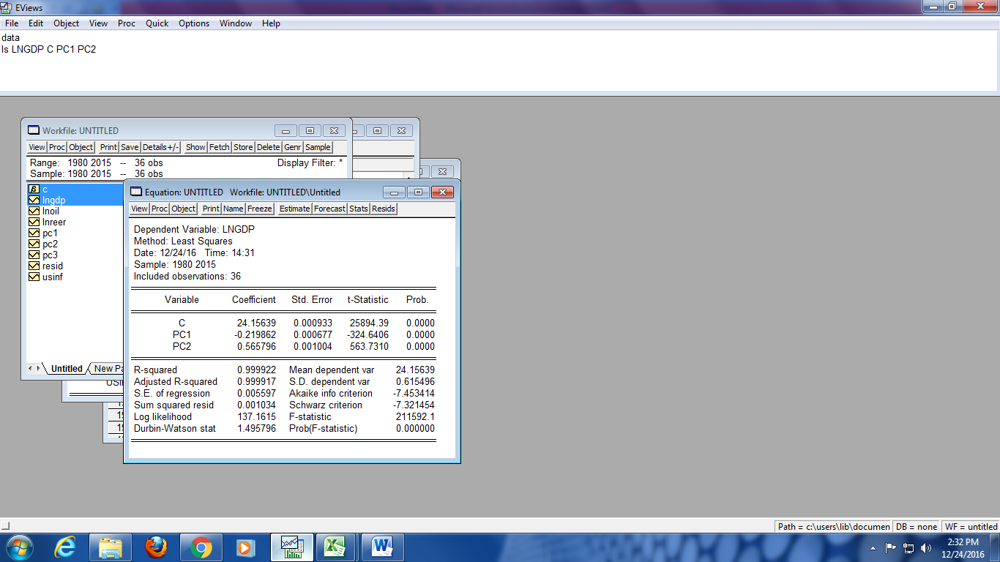 EViews
File Edit Object View Proc Quick Options Window Help
data
ls LNGDP C PC1 PC2
Workfile: UNTITLED
View Proc Object Print Save Details+/- Show Fetch Store Delete Genr Sample
Range: 1980 2015 -- 36 obs Display Filter: *
Sample: 1980 2015 -- 36 obs
c
lngdp
lnoil
lnreer
pc1
pc2
pc3
resid
usinf
Untitled New Pa
Equation: UNTITLED Workfile: UNTITLED\Untitled
View Proc Object Print Name Freeze Estimate Forecast Stats Resids
Dependent Variable: LNGDP
Method: Least Squares
Date: 12/24/16 Time: 14:31
Sample: 1980 2015
Included observations: 36
Variable Coefficient Std. Error t-Statistic Prob.
C 24.15639 0.000933 25894.39 0.0000
PC1 -0.219862 0.000677 -324.6406 0.0000
PC2 0.565796 0.001004 563.7310 0.0000
R-squared 0.999922 Mean dependent var 24.15639
Adjusted R-squared 0.999917 S.D. dependent var 0.615496
S.E. of regression 0.005597 Akaike info criterion -7.453414
Sum squared resid 0.001034 Schwarz criterion -7.321454
Log likelihood 137.1615 F-statistic 211592.1
Durbin-Watson stat 1.495796 Prob(F-statistic) 0.000000
Path = c:\users\lib\documen DB = none WF = untitled
2:32 PM
12/24/2016